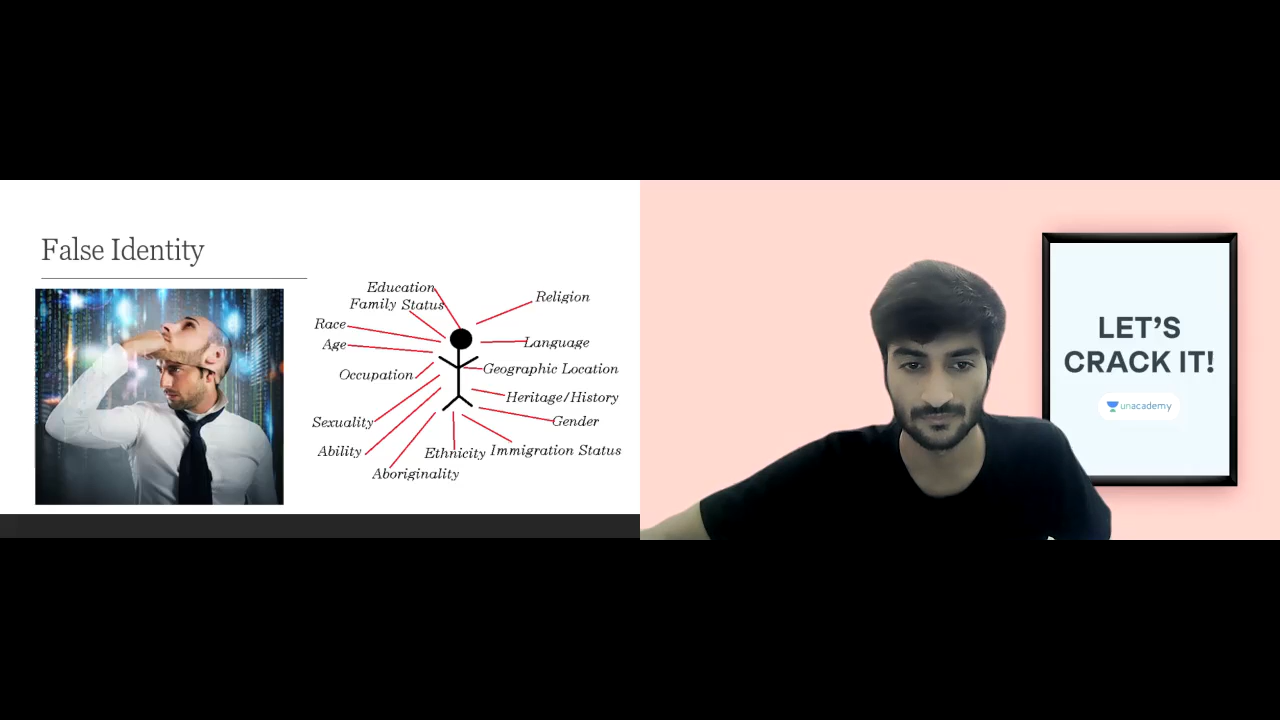 False Identity
Education
Family Status
Race
Age
Occupation
Sexuality
Ability
Aboriginality
Ethnicity
Religion
Language
Geographic Location
Heritage/History
Gender
Immigration Status
LET'S
CRACK IT!
unacademy